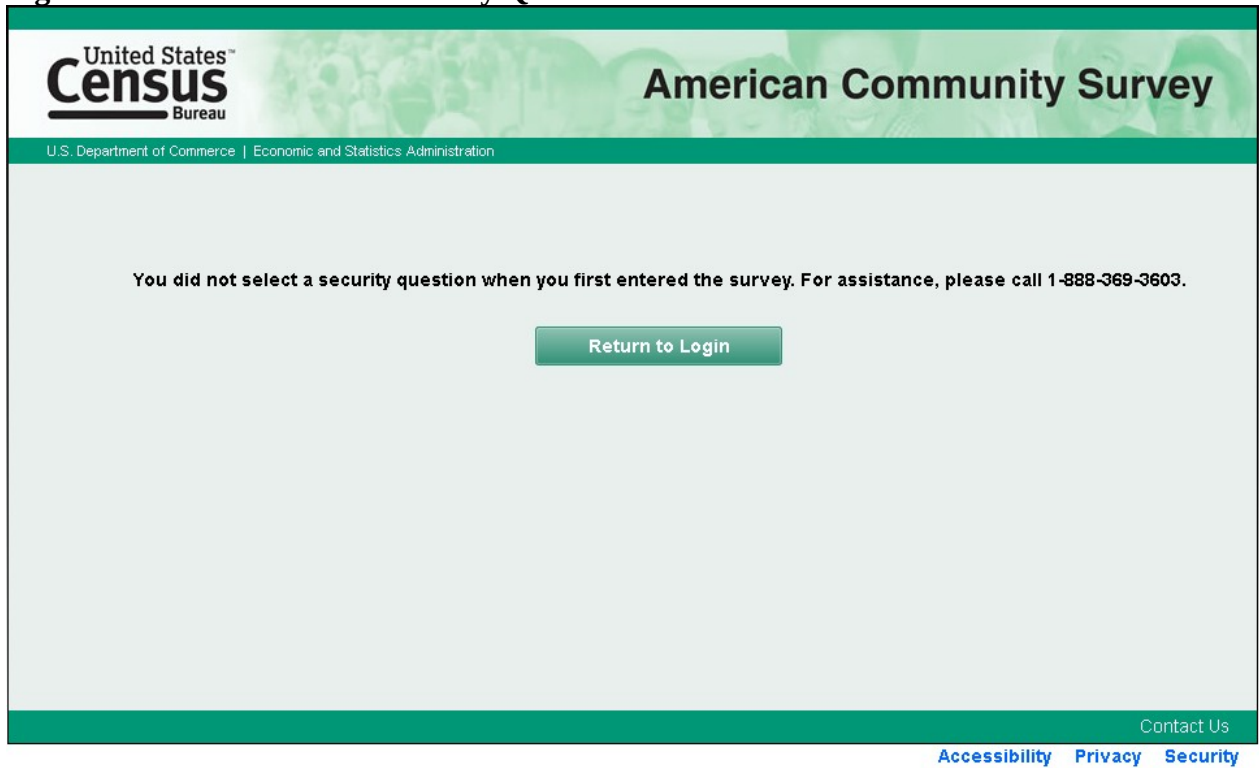 United States™
Census
Bureau
American Community Survey
U.S. Department of Commerce | Economic and Statistics Administration
You did not select a security question when you first entered the survey. For assistance, please call 1-888-369-3603.
Return to Login
Contact Us
Accessibility Privacy Security